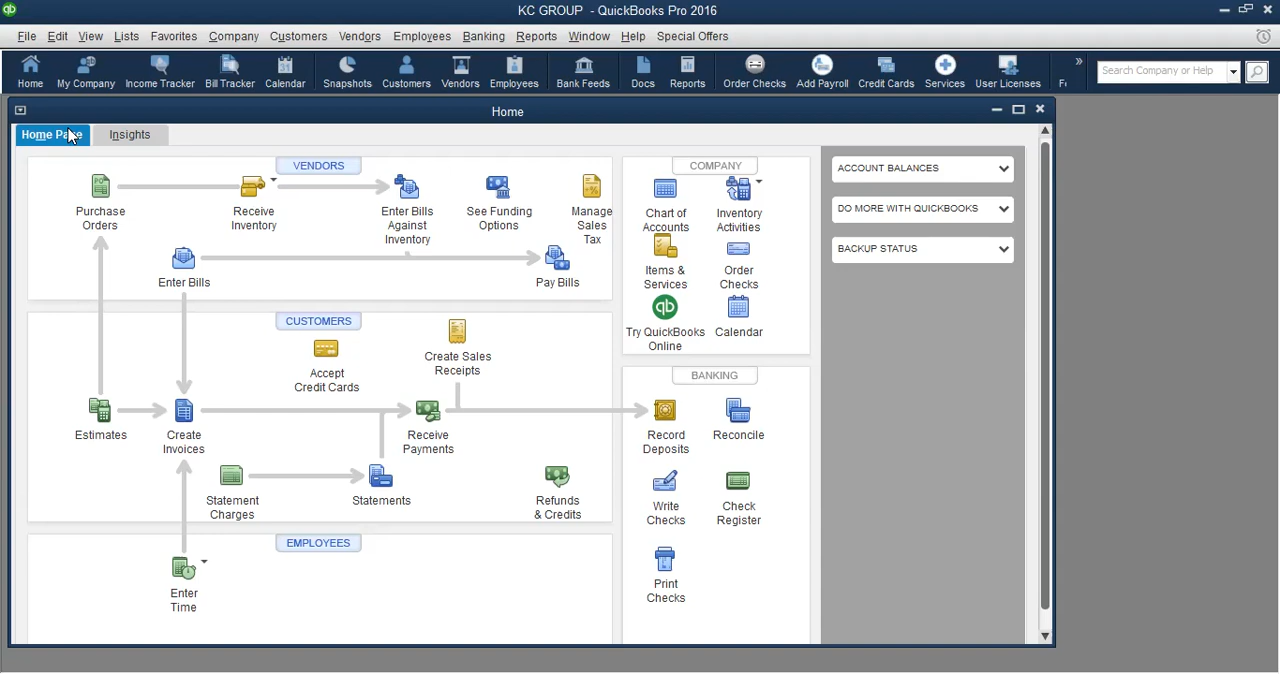 KC GROUP - QuickBooks Pro 2016
File Edit View Lists Favorites Company Customers Vendors Employees Banking Reports Window Help Special Offers
Home My Company Income Tracker Bill Tracker Calendar Snapshots Customers Vendors Employees Bank Feeds Docs Reports Order Checks Add Payroll Credit Cards Services User Licenses
Search Company or Help
Home
Home Page Insights
VENDORS
Purchase
Orders
Receive
Inventory
Enter Bills
Against
Inventory
See Funding
Options
Manage
Sales
Tax
Enter Bills
Pay Bills
CUSTOMERS
Accept
Credit Cards
Create Sales
Receipts
Estimates
Create
Invoices
Receive
Payments
Statement
Charges
Statements
Refunds
& Credits
EMPLOYEES
Enter
Time
COMPANY
Chart of
Accounts
Inventory
Activities
Items &
Services
Order
Checks
qb
Try QuickBooks
Online
Calendar
BANKING
Record
Deposits
Reconcile
Write
Checks
Check
Register
Print
Checks
ACCOUNT BALANCES
DO MORE WITH QUICKBOOKS
BACKUP STATUS